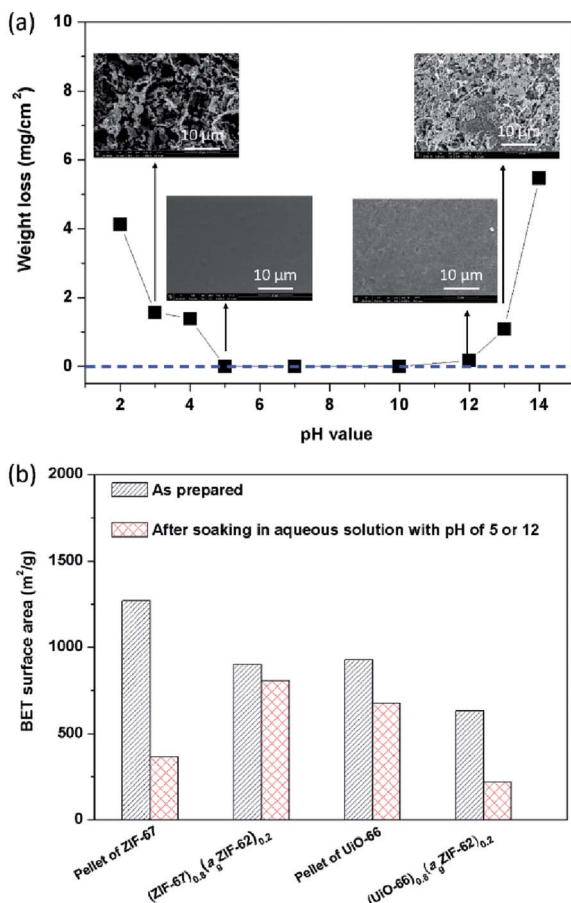 (a)
10
8
6
4
2
0
Weight loss (mg/cm²)
10 μm
10 μm
10 μm
10 μm
2 4 6 8 10 12 14
pH value
(b)
2000
1500
1000
500
0
BET surface area (m²/g)
As prepared
After soaking in aqueous solution with pH of 5 or 12
Pellet of ZIF-67
(ZIF-67)₀.₈(agZIF-62)₀.₂
Pellet of UiO-66
(UiO-66)₀.₈(agZIF-62)₀.₂